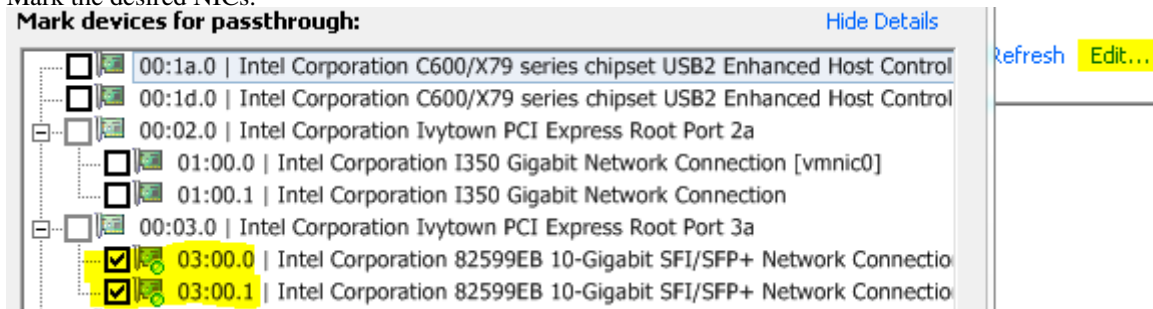 Mark the desired NICs.
Mark devices for passthrough: Hide Details
Refresh Edit...
00:1a.0 | Intel Corporation C600/X79 series chipset USB2 Enhanced Host Control
00:1d.0 | Intel Corporation C600/X79 series chipset USB2 Enhanced Host Control
00:02.0 | Intel Corporation Ivytown PCI Express Root Port 2a
01:00.0 | Intel Corporation I350 Gigabit Network Connection [vmnic0]
01:00.1 | Intel Corporation I350 Gigabit Network Connection
00:03.0 | Intel Corporation Ivytown PCI Express Root Port 3a
03:00.0 | Intel Corporation 82599EB 10-Gigabit SFI/SFP+ Network Connectio
03:00.1 | Intel Corporation 82599EB 10-Gigabit SFI/SFP+ Network Connectio